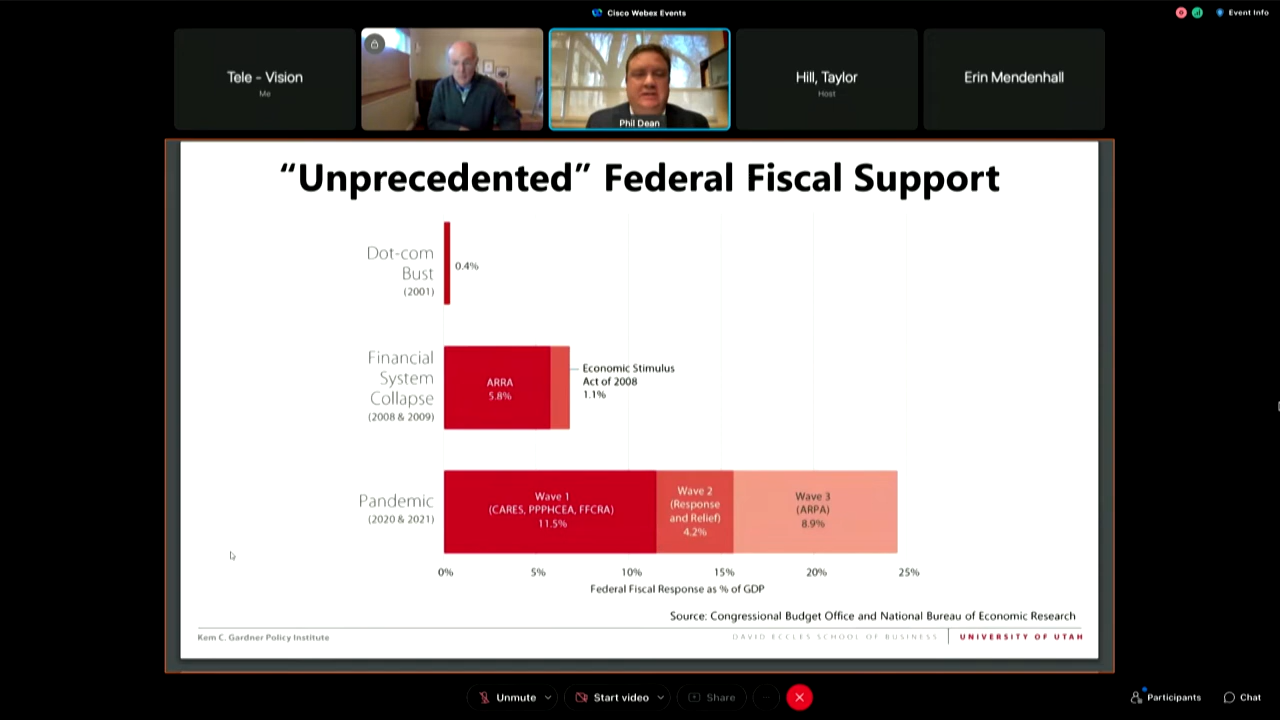 Cisco Webex Events
Event Info
Tele - Vision
Me
Phil Dean
Hill, Taylor
Host
Erin Mendenhall
“Unprecedented” Federal Fiscal Support
Dot-com
Bust
(2001)
0.4%
Financial
System
Collapse
(2008 & 2009)
ARRA
5.8%
Economic Stimulus
Act of 2008
1.1%
Pandemic
(2020 & 2021)
Wave 1
(CARES, PPPHCEA, FFCRA)
11.5%
Wave 2
(Response
and Relief)
4.2%
Wave 3
(ARPA)
8.9%
0% 5% 10% 15% 20% 25%
Federal Fiscal Response as % of GDP
Source: Congressional Budget Office and National Bureau of Economic Research
Kem C. Gardner Policy Institute
DAVID ECCLES SCHOOL OF BUSINESS
UNIVERSITY OF UTAH
Unmute
Start video
Share
Participants
Chat